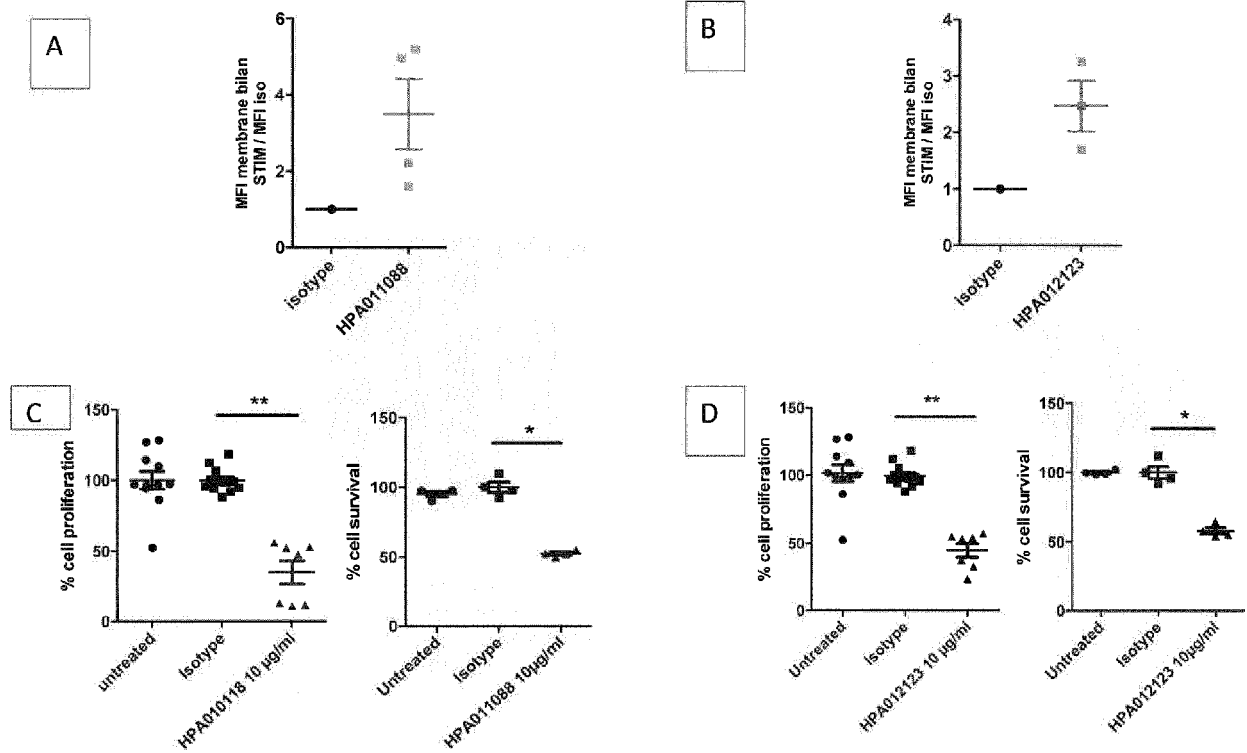 A
MFI membrane bilan
STIM / MFI iso
6
4
2
0
isotype
HPA011088
B
MFI membrane bilan
STIM / MFI iso
4
3
2
1
0
Isotype
HPA012123
C
% cell proliferation
150
100
50
0
**
untreated
Isotype
HPA010118 10 µg/ml
% cell survival
150
100
50
0
*
Untreated
Isotype
HPA011088 10µg/ml
D
% cell proliferation
150
100
50
0
**
Untreated
Isotype
HPA012123 10 µg/ml
% cell survival
150
100
50
0
*
Untreated
Isotype
HPA012123 10µg/ml